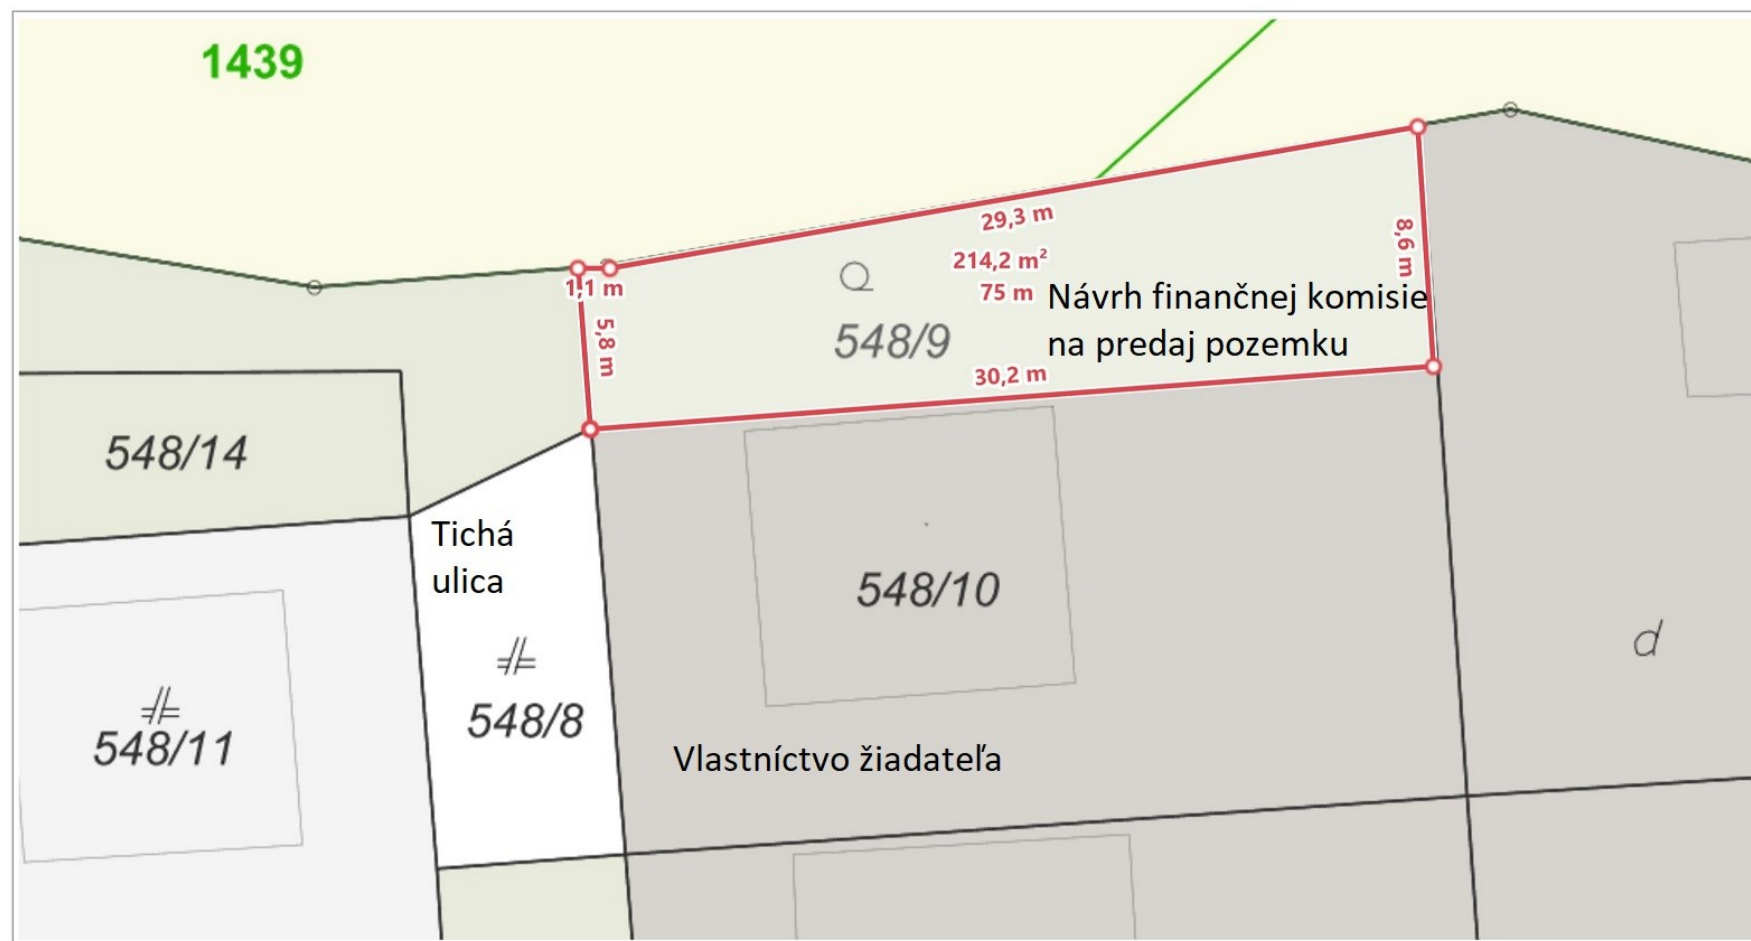 1439
29,3 m
8,6 m
214,2 m²
1,1 m
75 m
Návrh finančnej komisie
5,8 m
548/9
na predaj pozemku
30,2 m
548/14
Tichá
ulica
548/10
d
548/8
548/11
Vlastníctvo žiadateľa